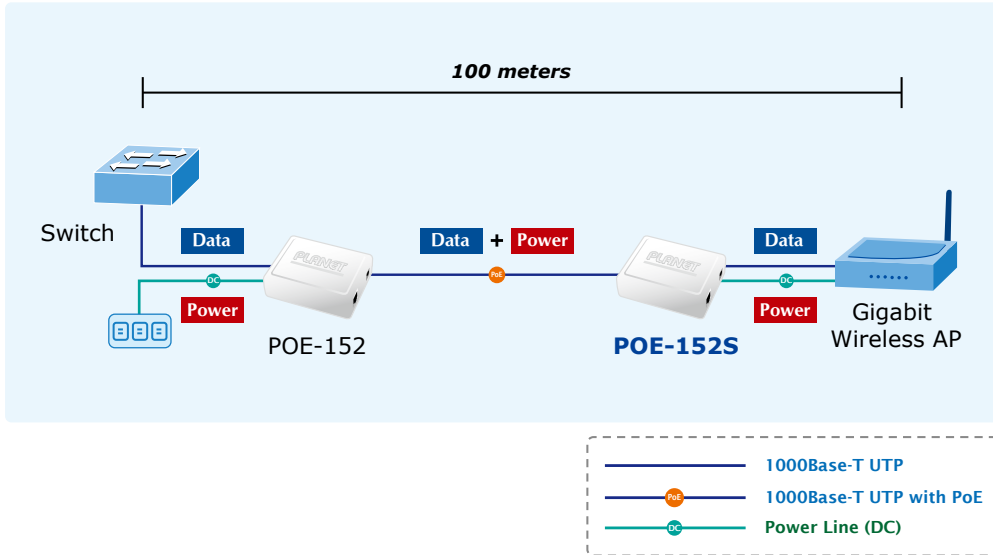 100 meters
Switch
Data
Data + Power
Data
PLANET
PLANET
DC
PoE
DC
Power
Power
POE-152
POE-152S
Gigabit
Wireless AP
1000Base-T UTP
PoE
1000Base-T UTP with PoE
DC
Power Line (DC)